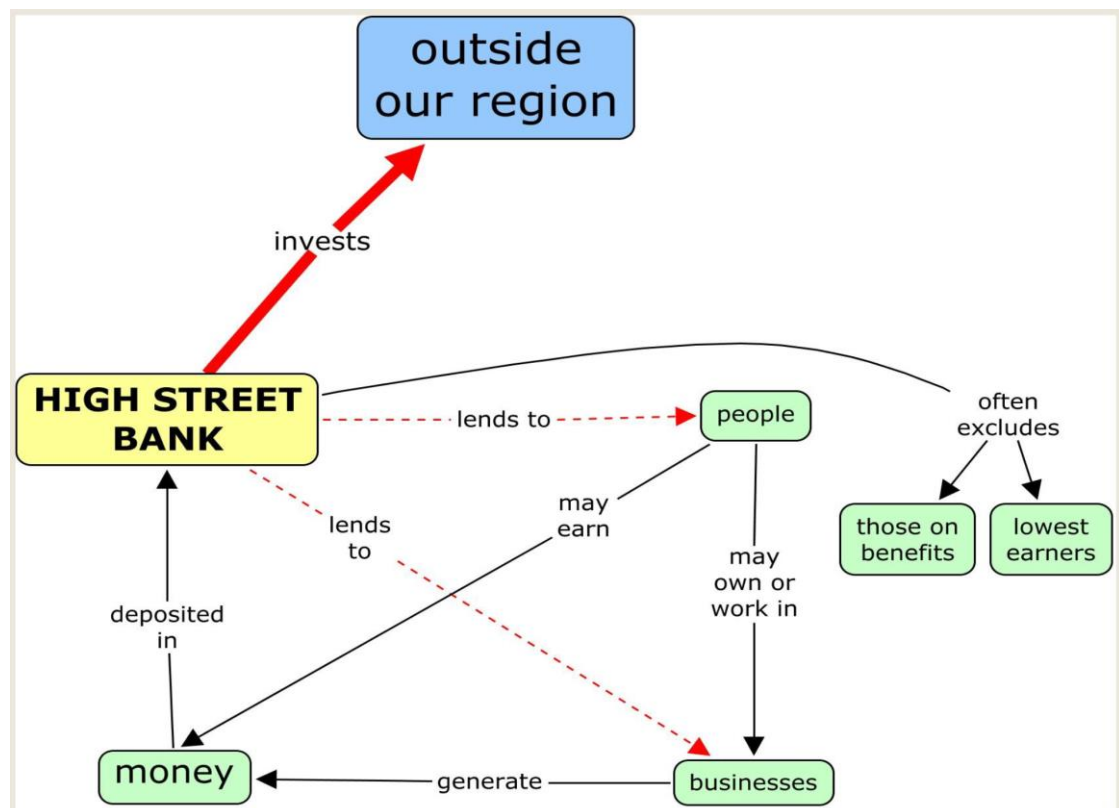 outside
our region
invests
HIGH STREET
BANK
lends to
people
often
excludes
lends
to
may
earn
those on
benefits
lowest
earners
may
own or
work in
deposited
in
money
generate
businesses